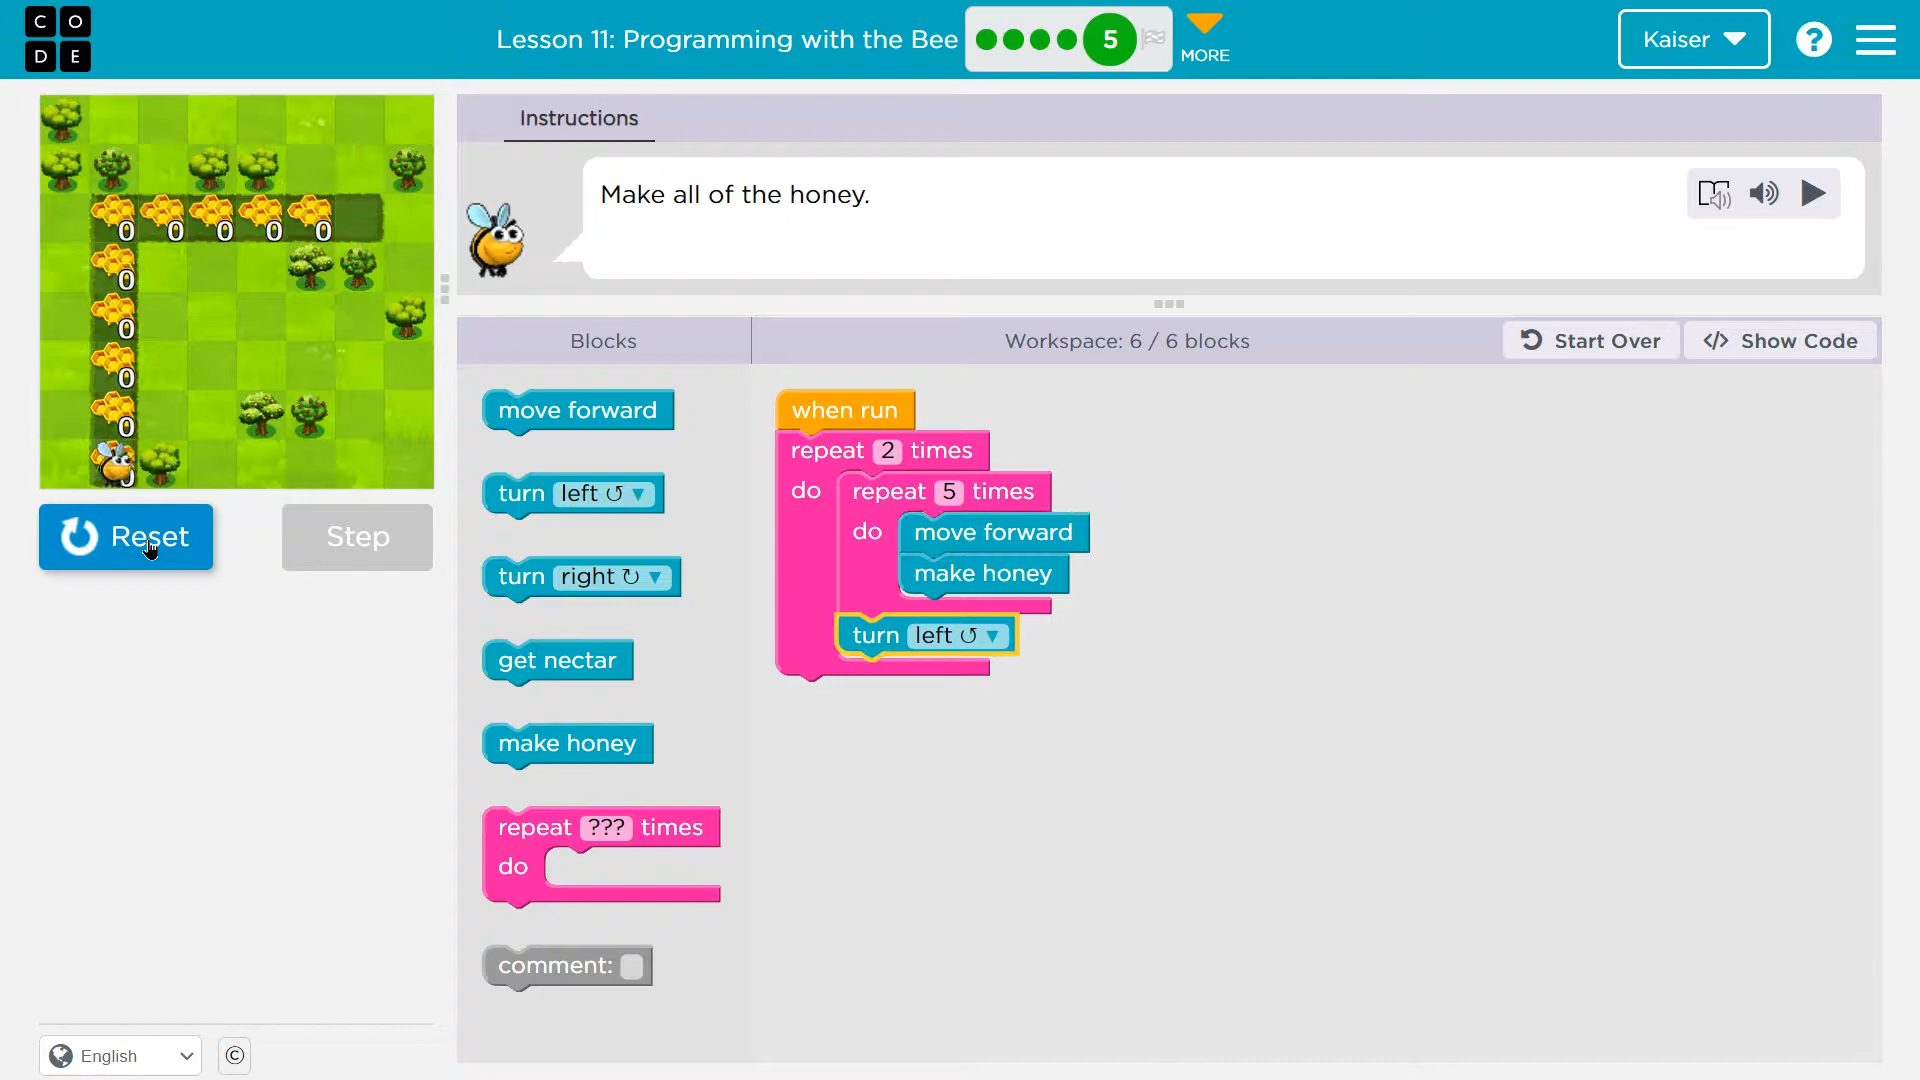 C O
D E
Lesson 11: Programming with the Bee
5
MORE
Kaiser
?
Instructions
Make all of the honey.
0 0 0 0 0
0
0
0
0
0
Reset
Step
Blocks
Workspace: 6 / 6 blocks
Start Over
</> Show Code
move forward
turn left ↺ ▼
turn right ↻ ▼
get nectar
make honey
repeat ??? times
do
comment:
when run
repeat 2 times
do
repeat 5 times
do
move forward
make honey
turn left ↺ ▼
English
©